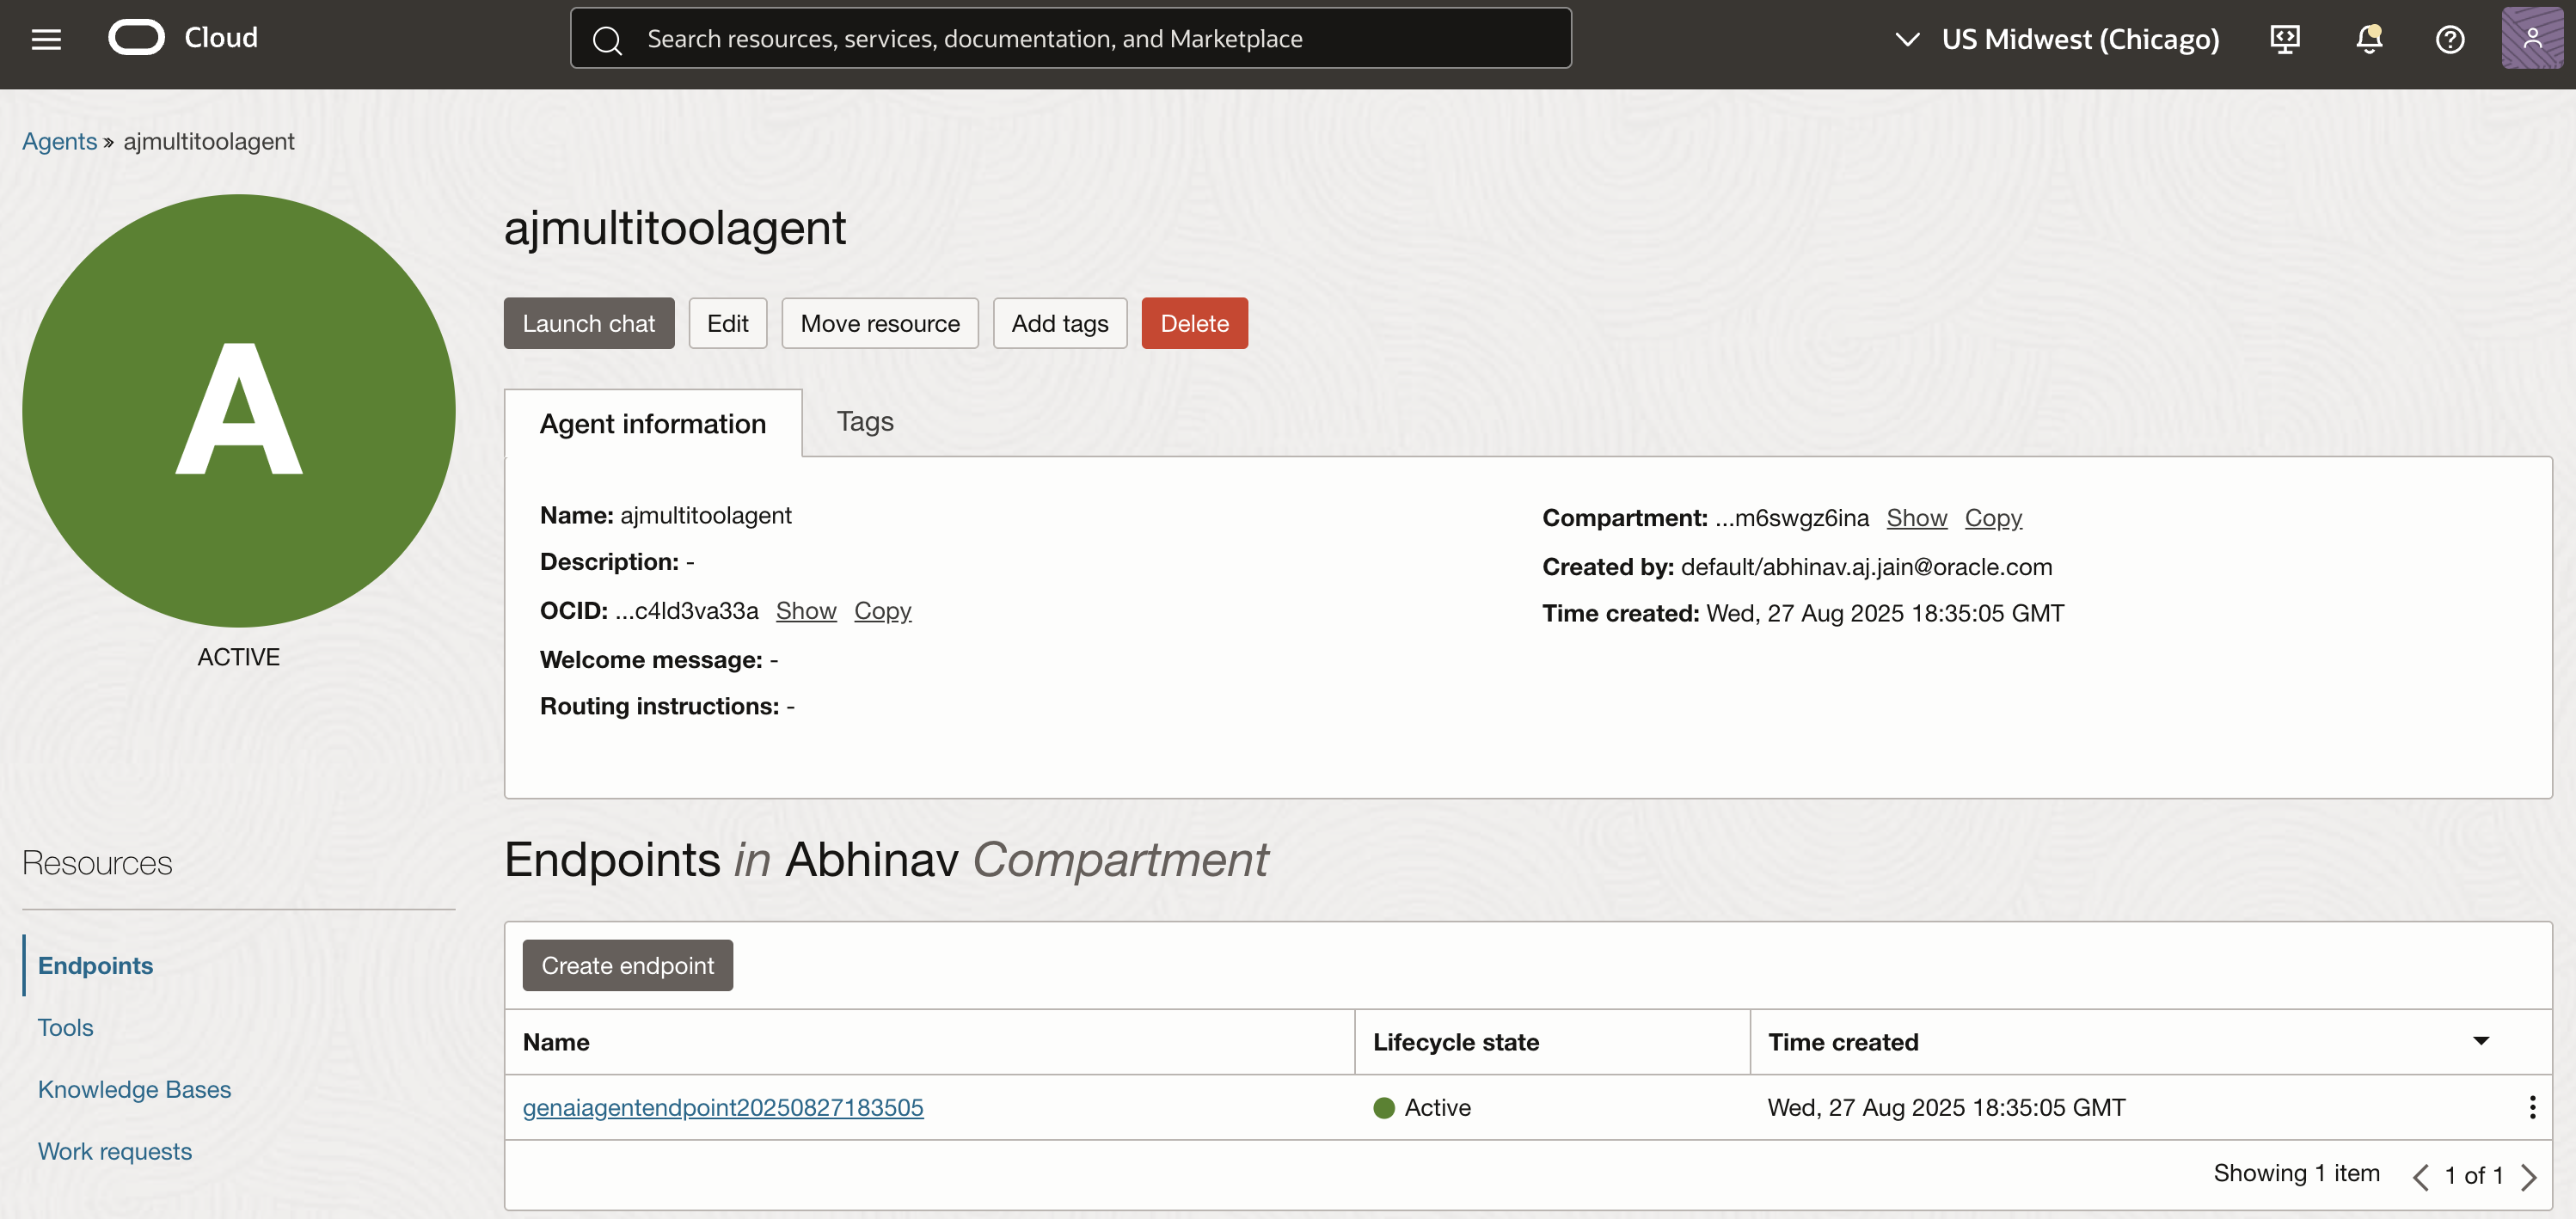 Cloud
Search resources, services, documentation, and Marketplace
US Midwest (Chicago)
Agents » ajmultitoolagent
A
ACTIVE
ajmultitoolagent
Launch chat
Edit
Move resource
Add tags
Delete
Agent information
Tags
Name: ajmultitoolagent
Description: -
OCID: ...c4ld3va33a Show Copy
Welcome message: -
Routing instructions: -
Compartment: ...m6swgz6ina Show Copy
Created by: default/abhinav.aj.jain@oracle.com
Time created: Wed, 27 Aug 2025 18:35:05 GMT
Resources
Endpoints
Tools
Knowledge Bases
Work requests
Endpoints in Abhinav Compartment
Create endpoint
Name Lifecycle state Time created
genaiagentendpoint20250827183505 Active Wed, 27 Aug 2025 18:35:05 GMT
Showing 1 item 1 of 1